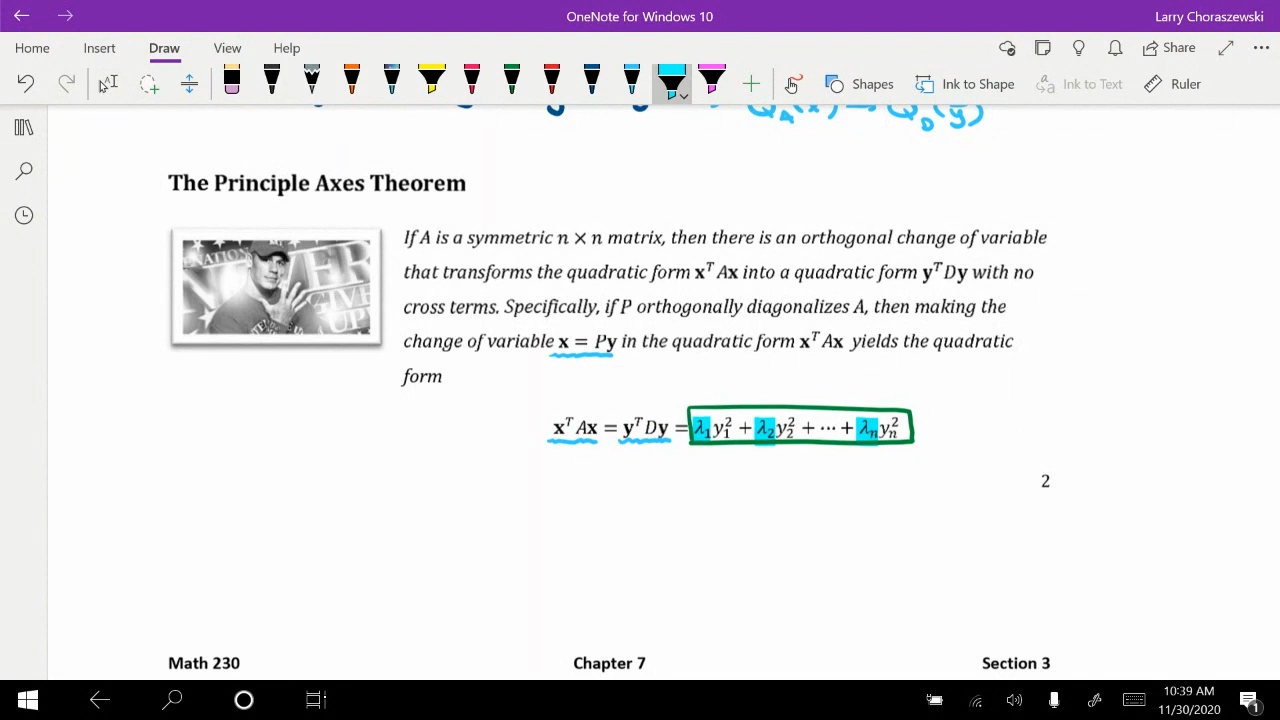 OneNote for Windows 10
Larry Choraszewski
Home Insert Draw View Help Share
Shapes Ink to Shape Ink to Text Ruler
Q_A(x) → Q_D(y)
The Principle Axes Theorem
If A is a symmetric n × n matrix, then there is an orthogonal change of variable
that transforms the quadratic form xᵀAx into a quadratic form yᵀDy with no
cross terms. Specifically, if P orthogonally diagonalizes A, then making the
change of variable x = Py in the quadratic form xᵀAx yields the quadratic
form
xᵀAx = yᵀDy = λ₁y₁² + λ₂y₂² + ⋯ + λₙyₙ²
2
Math 230 Chapter 7 Section 3
10:39 AM
11/30/2020
1